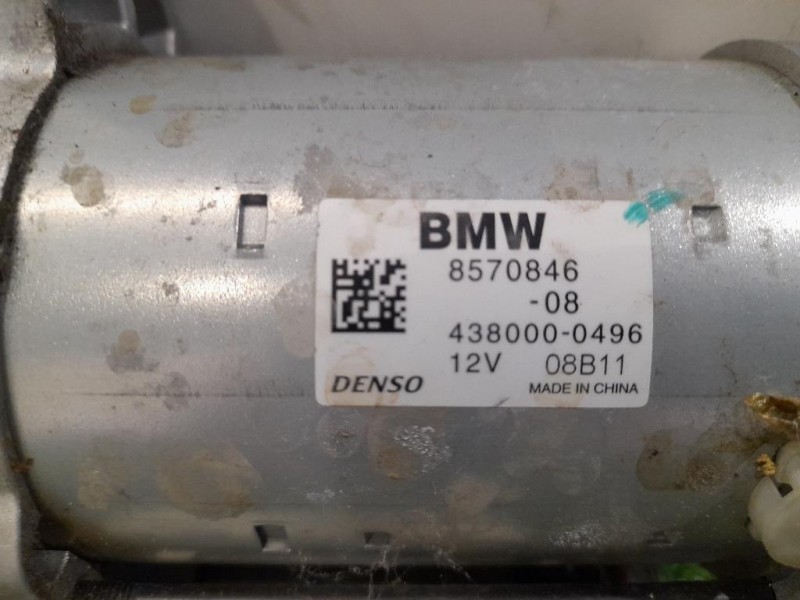 BMW
8570846
-08
438000-0496
12V 08B11
DENSO MADE IN CHINA